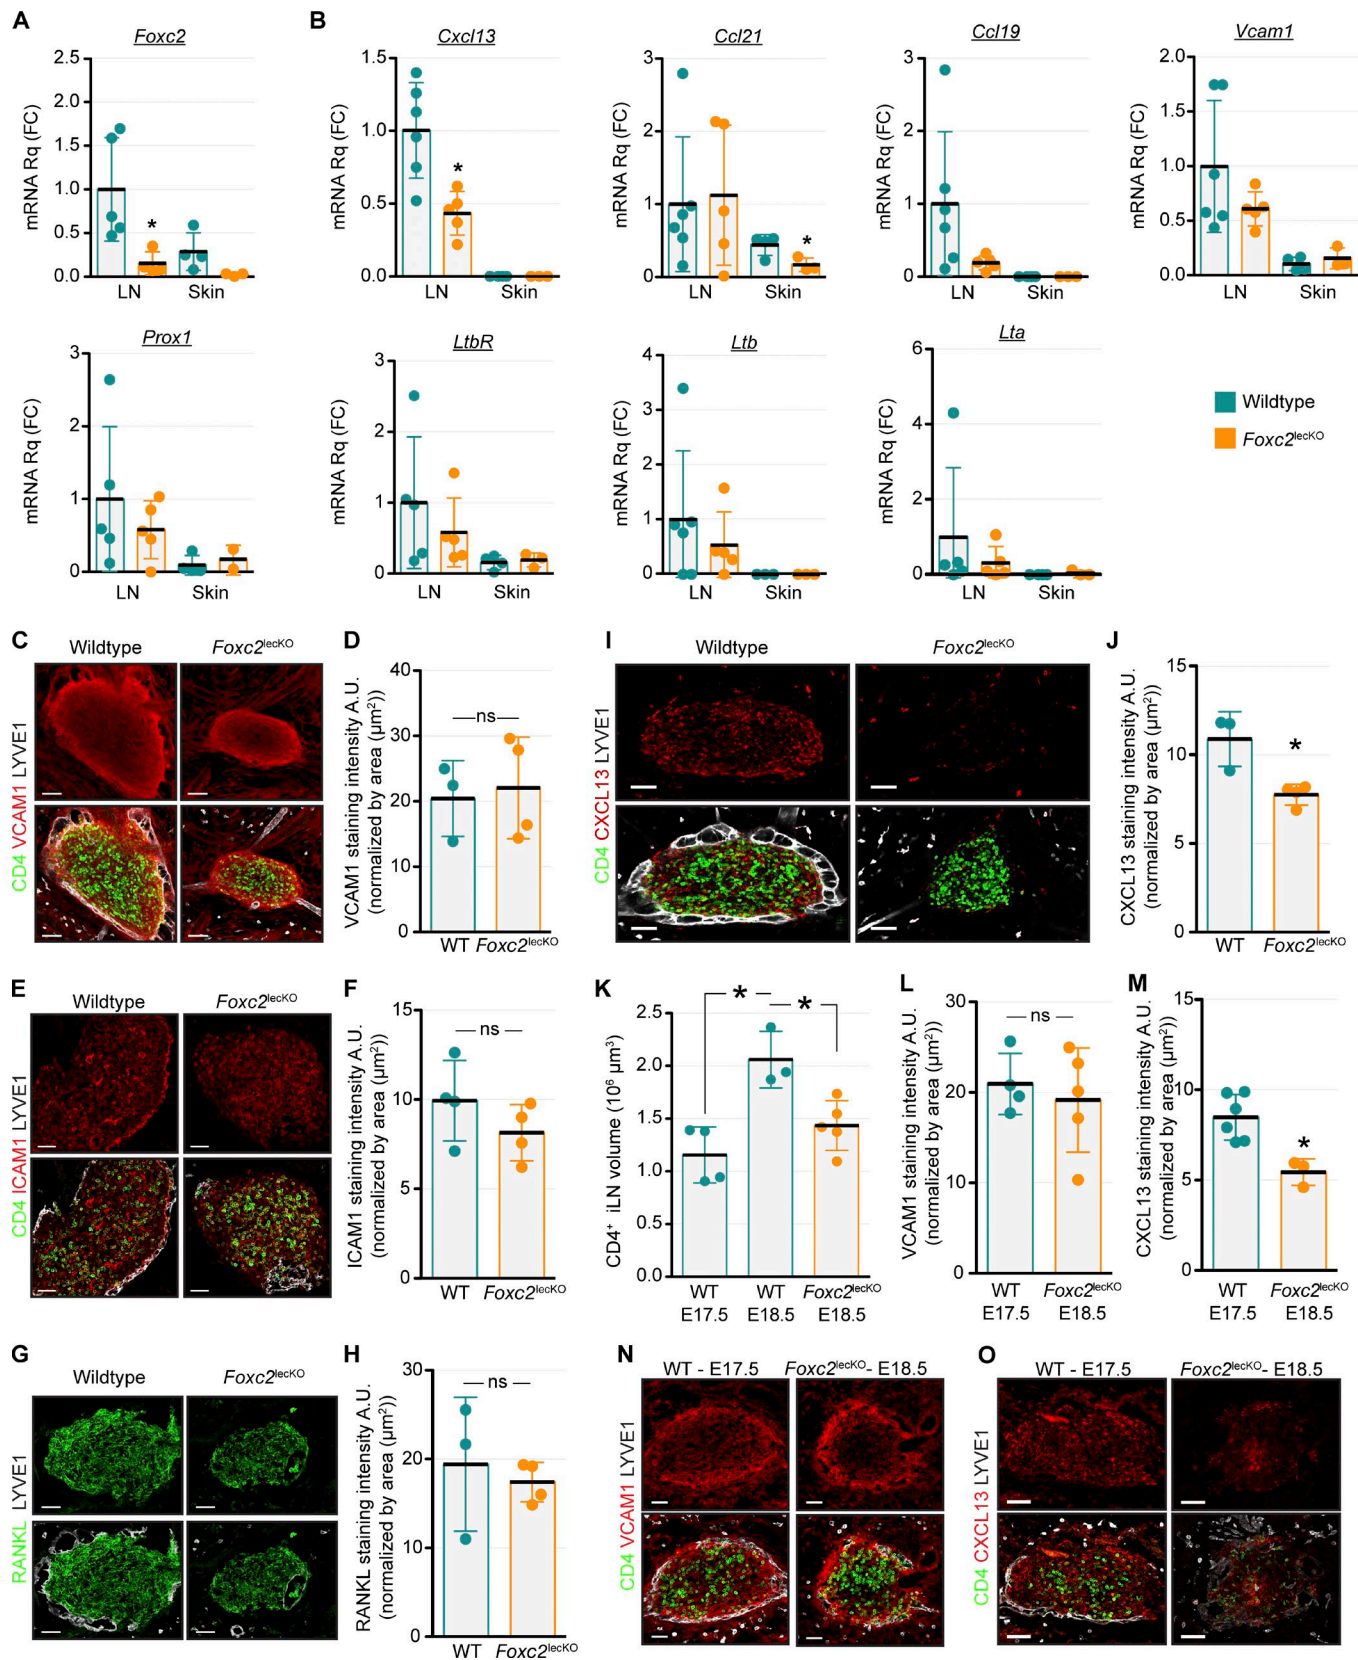 A
Foxc2
mRNA Rq (FC)
2.5
2.0
1.5
1.0
0.5
0.0
*
LN
Skin
B
Cxcl13
mRNA Rq (FC)
1.5
1.0
0.5
0.0
*
LN
Skin
Ccl21
mRNA Rq (FC)
3
2
1
0
*
LN
Skin
Ccl19
mRNA Rq (FC)
3
2
1
0
LN
Skin
Vcam1
mRNA Rq (FC)
2.0
1.5
1.0
0.5
0.0
LN
Skin
Prox1
mRNA Rq (FC)
3
2
1
0
LN
Skin
LtbR
mRNA Rq (FC)
3
2
1
0
LN
Skin
Ltb
mRNA Rq (FC)
4
3
2
1
0
LN
Skin
Lta
mRNA Rq (FC)
6
4
2
0
LN
Skin
Wildtype
Foxc2lecKO
C
Wildtype
Foxc2lecKO
CD4 VCAM1 LYVE1
D
VCAM1 staining intensity A.U.
(normalized by area (µm²))
40
30
20
10
0
ns
WT
Foxc2lecKO
I
Wildtype
Foxc2lecKO
CD4 CXCL13 LYVE1
J
CXCL13 staining intensity A.U.
(normalized by area (µm²))
15
10
5
0
*
WT
Foxc2lecKO
E
Wildtype
Foxc2lecKO
CD4 ICAM1 LYVE1
F
ICAM1 staining intensity A.U.
(normalized by area (µm²))
15
10
5
0
ns
WT
Foxc2lecKO
K
CD4⁺ iLN volume (10⁶ µm³)
2.5
2.0
1.5
1.0
0.5
0.0
*
*
WT
E17.5
WT
E18.5
Foxc2lecKO
E18.5
L
VCAM1 staining intensity A.U.
(normalized by area (µm²))
30
20
10
0
ns
WT
E17.5
Foxc2lecKO
E18.5
M
CXCL13 staining intensity A.U.
(normalized by area (µm²))
15
10
5
0
*
WT
E17.5
Foxc2lecKO
E18.5
G
Wildtype
Foxc2lecKO
RANKL LYVE1
H
RANKL staining intensity A.U.
(normalized by area (µm²))
30
20
10
0
ns
WT
Foxc2lecKO
N
WT - E17.5
Foxc2lecKO- E18.5
CD4 VCAM1 LYVE1
O
WT - E17.5
Foxc2lecKO- E18.5
CD4 CXCL13 LYVE1